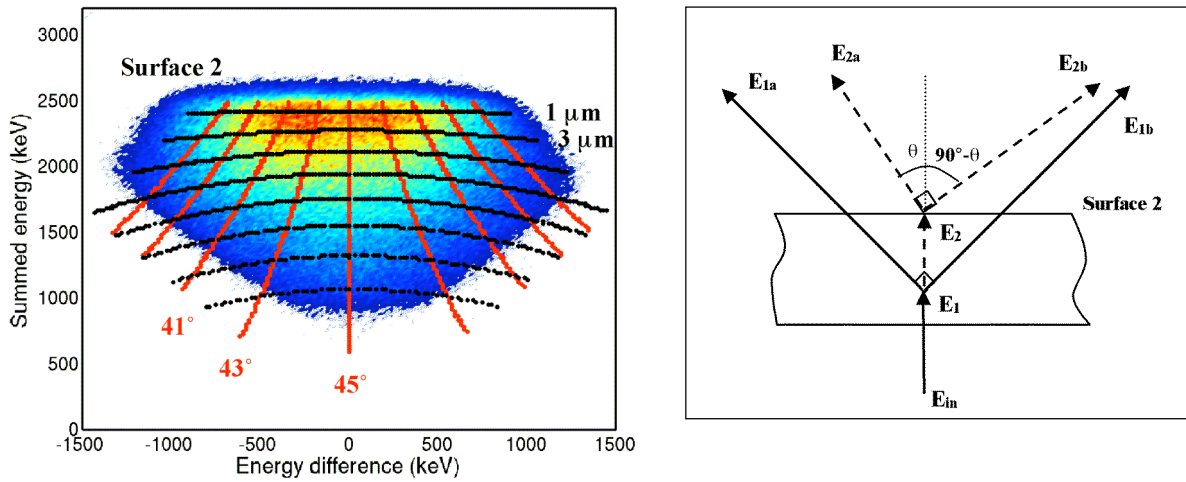 3000
2500
2000
1500
1000
500
0
Summed energy (keV)
Surface 2
1 μm
3 μm
41°
43°
45°
-1500 -1000 -500 0 500 1000 1500
Energy difference (keV)
E1a
E2a
E2b
E1b
θ
90°-θ
Surface 2
E2
E1
Ein